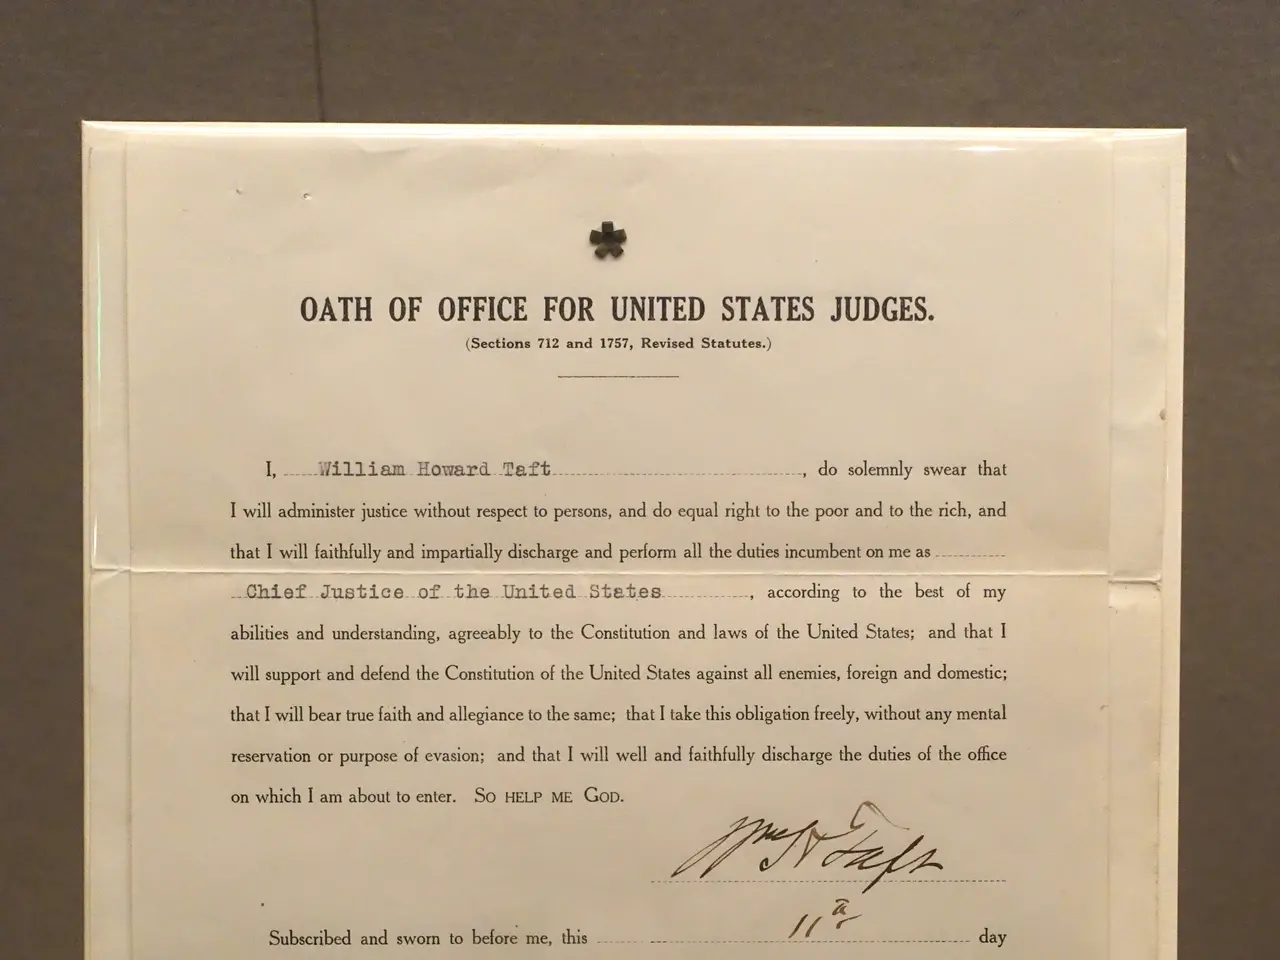 OATH OF OFFICE FOR UNITED STATES JUDGES.
(Sections 712 and 1757, Revised Statutes.)
I, William Howard Taft, do solemnly swear that
I will administer justice without respect to persons, and do equal right to the poor and to the rich, and
that I will faithfully and impartially discharge and perform all the duties incumbent on me as
Chief Justice of the United States, according to the best of my
abilities and understanding, agreeably to the Constitution and laws of the United States; and that I
will support and defend the Constitution of the United States against all enemies, foreign and domestic;
that I will bear true faith and allegiance to the same; that I take this obligation freely, without any mental
reservation or purpose of evasion; and that I will well and faithfully discharge the duties of the office
on which I am about to enter. SO HELP ME GOD.
Wm H Taft
Subscribed and sworn to before me, this 11th day